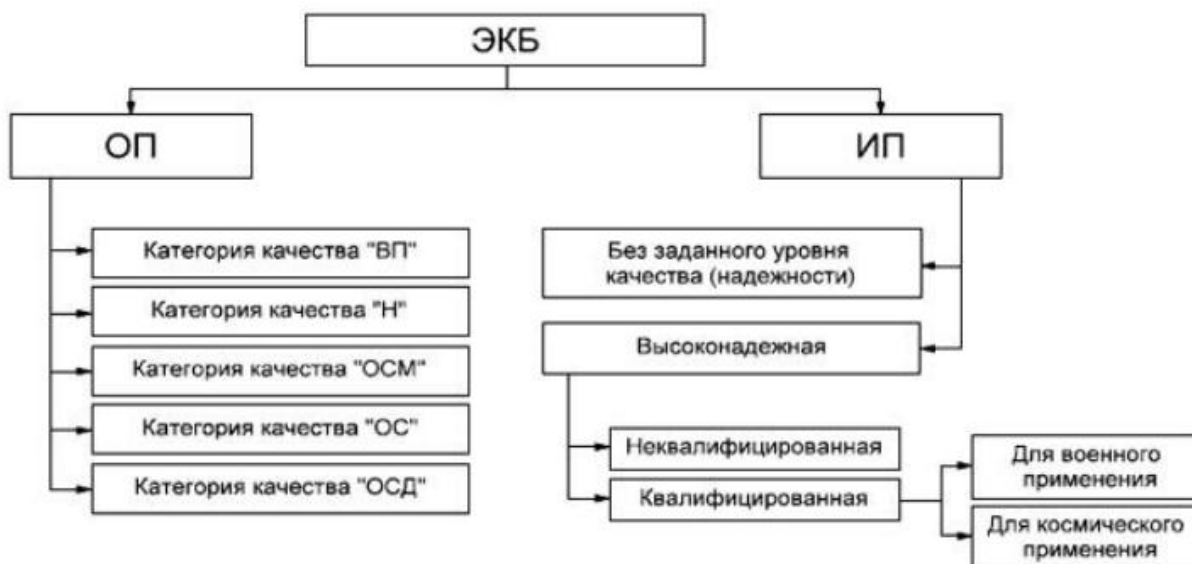 ЭКБ
ОП
ИП
Категория качества "ВП"
Категория качества "Н"
Категория качества "ОСМ"
Категория качества "ОС"
Категория качества "ОСД"
Без заданного уровня
качества (надежности)
Высоконадежная
Неквалифицированная
Квалифицированная
Для военного
применения
Для космического
применения